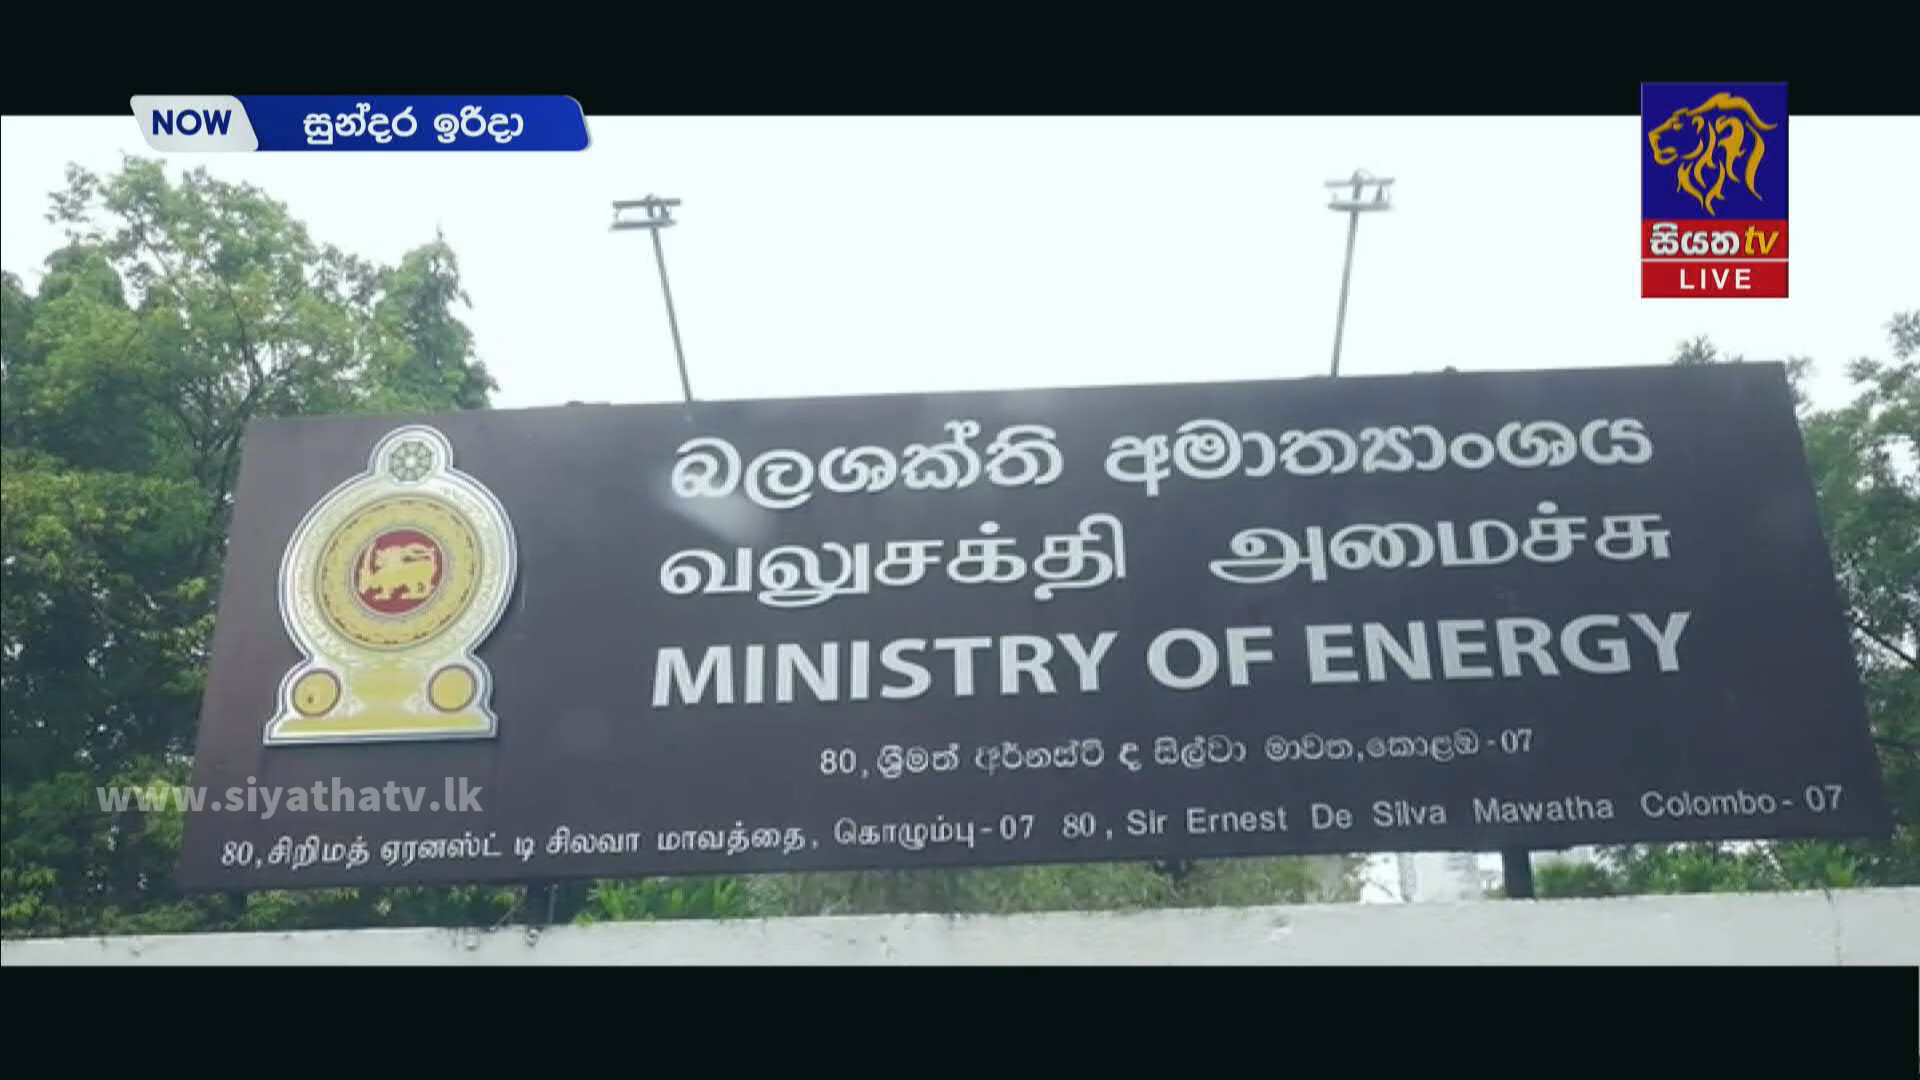 NOW සුන්දර ඉරිදා
සියත tv
LIVE
බලශක්ති අමාත්‍යාංශය
வலுசக்தி அமைச்சு
MINISTRY OF ENERGY
80, ශ්‍රීමත් අර්නස්ට් ද සිල්වා මාවත, කොළඹ - 07
www.siyathatv.lk
80, சிறிமத் ஏரனஸ்ட் டி சிலவா மாவத்தை, கொழும்பு - 07 80, Sir Ernest De Silva Mawatha Colombo - 07